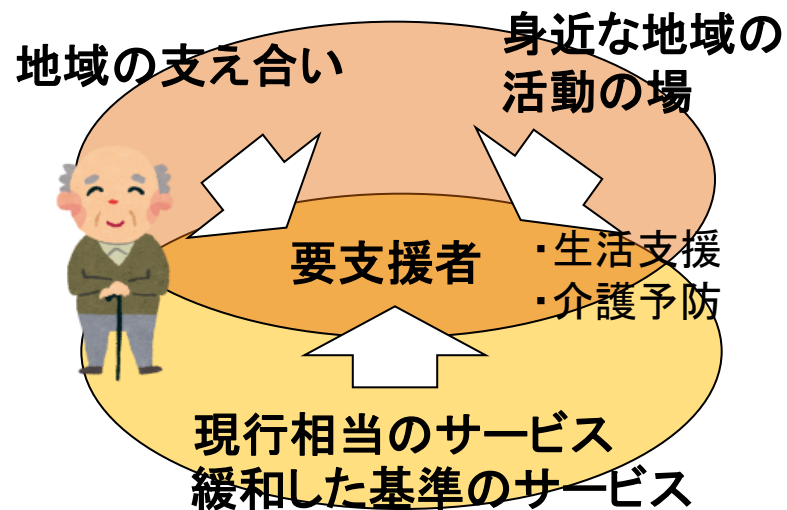 地域の支え合い
身近な地域の
活動の場
要支援者
・生活支援
・介護予防
現行相当のサービス
緩和した基準のサービス